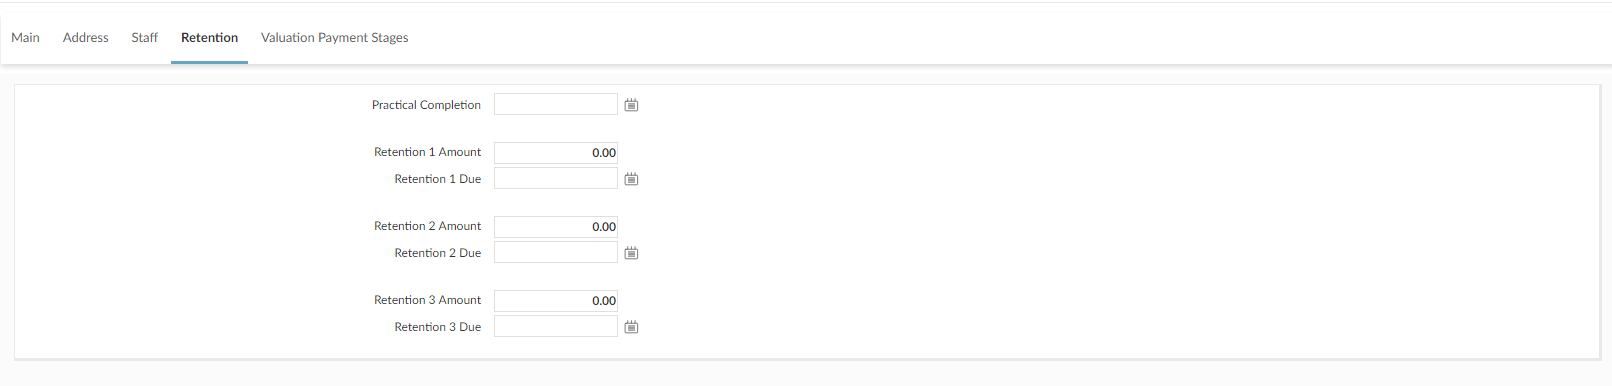 Main Address Staff Retention Valuation Payment Stages
Practical Completion
Retention 1 Amount 0.00
Retention 1 Due
Retention 2 Amount 0.00
Retention 2 Due
Retention 3 Amount 0.00
Retention 3 Due